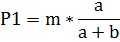 P1 = m * a / (a + b)